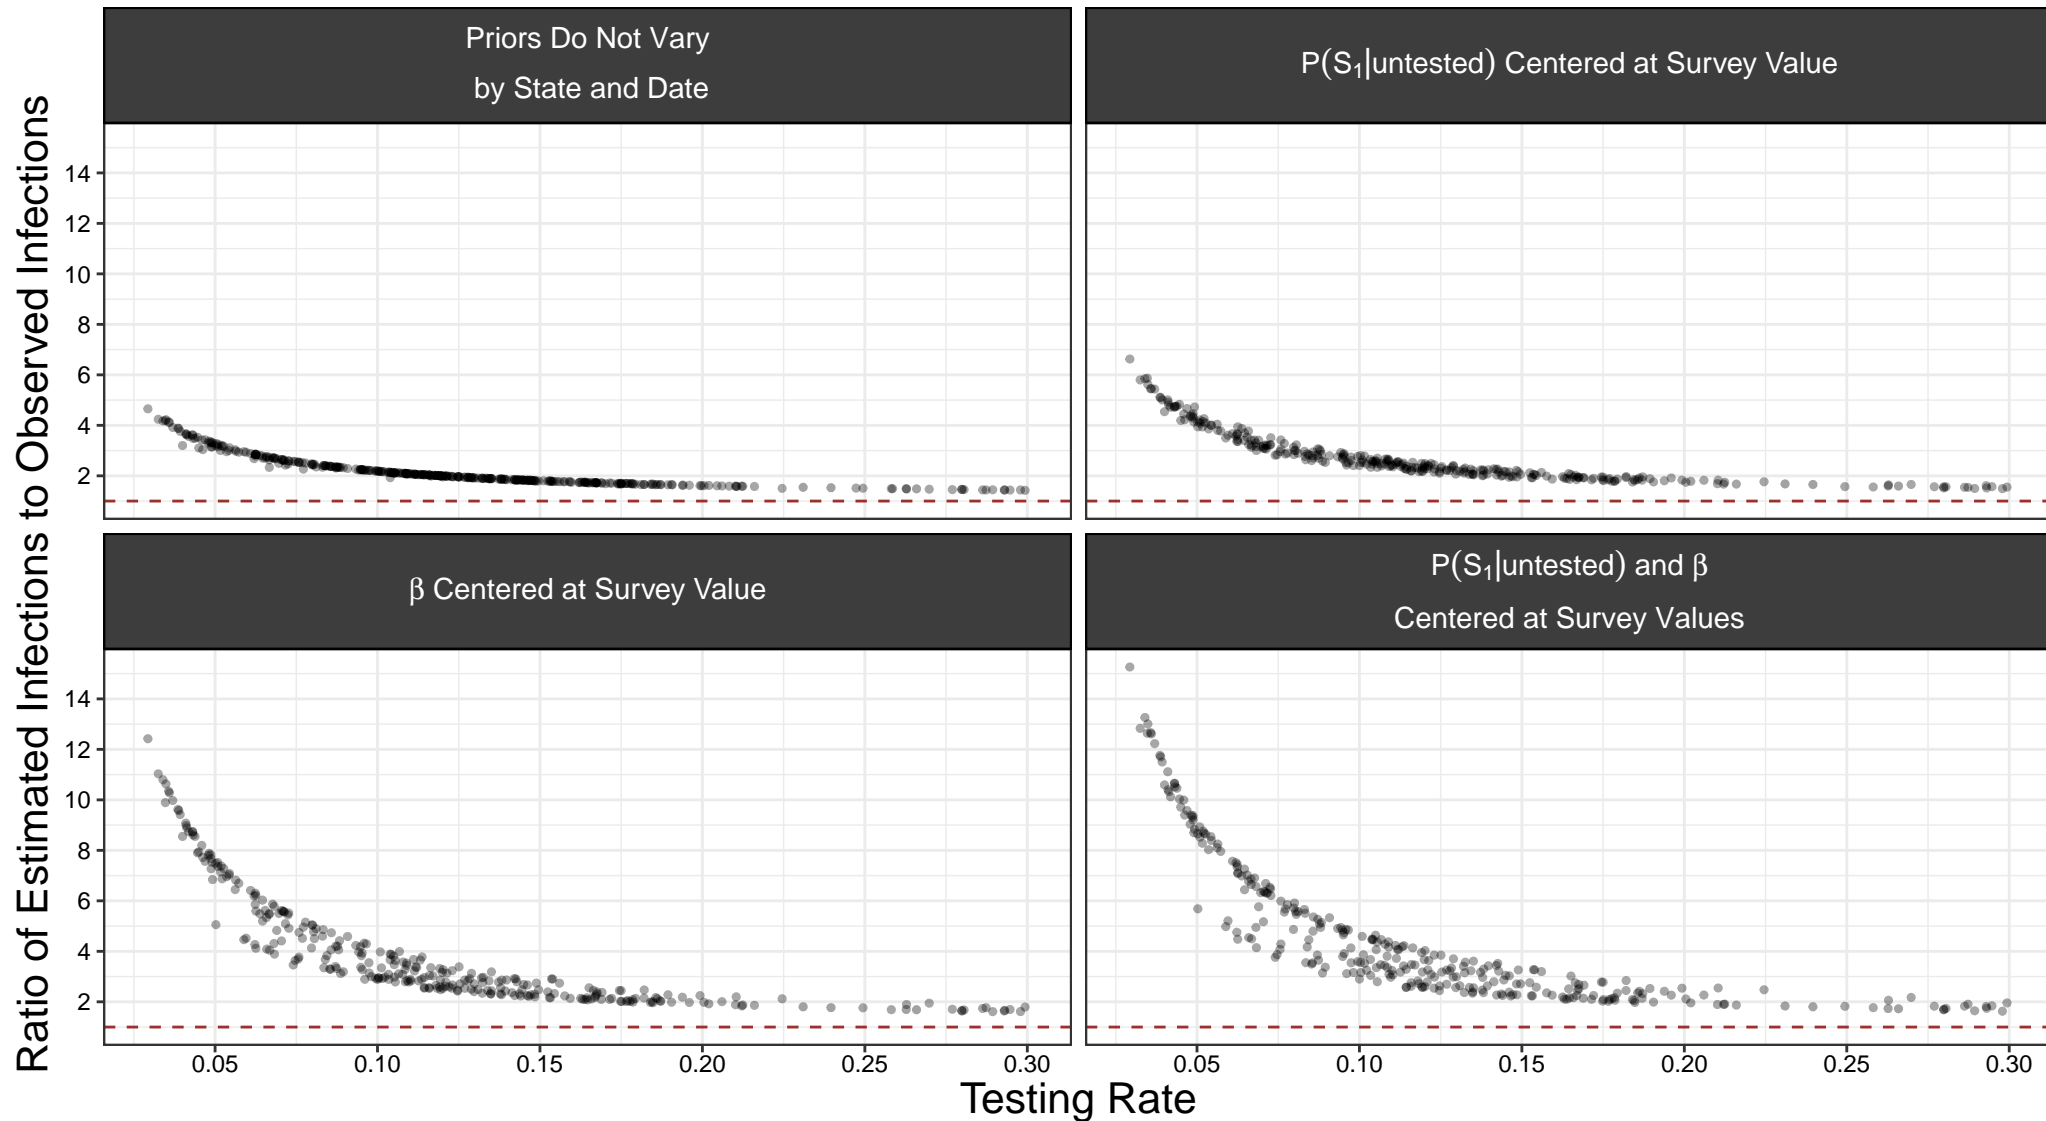 Priors Do Not Vary
by State and Date
P(S₁|untested) Centered at Survey Value
Ratio of Estimated Infections to Observed Infections
14
12
10
8
6
4
2
β Centered at Survey Value
P(S₁|untested) and β
Centered at Survey Values
14
12
10
8
6
4
2
0.05 0.10 0.15 0.20 0.25 0.30
0.05 0.10 0.15 0.20 0.25 0.30
Testing Rate